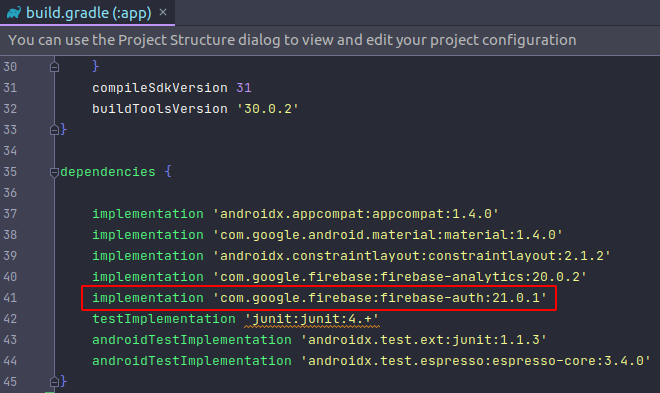 build.gradle (:app) ×
You can use the Project Structure dialog to view and edit your project configuration
30 }
31 compileSdkVersion 31
32 buildToolsVersion '30.0.2'
33 }
34
35 dependencies {
36
37 implementation 'androidx.appcompat:appcompat:1.4.0'
38 implementation 'com.google.android.material:material:1.4.0'
39 implementation 'androidx.constraintlayout:constraintlayout:2.1.2'
40 implementation 'com.google.firebase:firebase-analytics:20.0.2'
41 implementation 'com.google.firebase:firebase-auth:21.0.1'
42 testImplementation 'junit:junit:4.+'
43 androidTestImplementation 'androidx.test.ext:junit:1.1.3'
44 androidTestImplementation 'androidx.test.espresso:espresso-core:3.4.0'
45 }